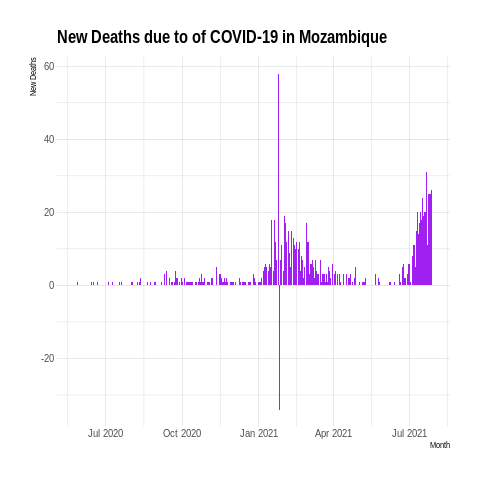 New Deaths due to of COVID-19 in Mozambique
New Deaths
60
40
20
0
-20
Jul 2020 Oct 2020 Jan 2021 Apr 2021 Jul 2021
Month